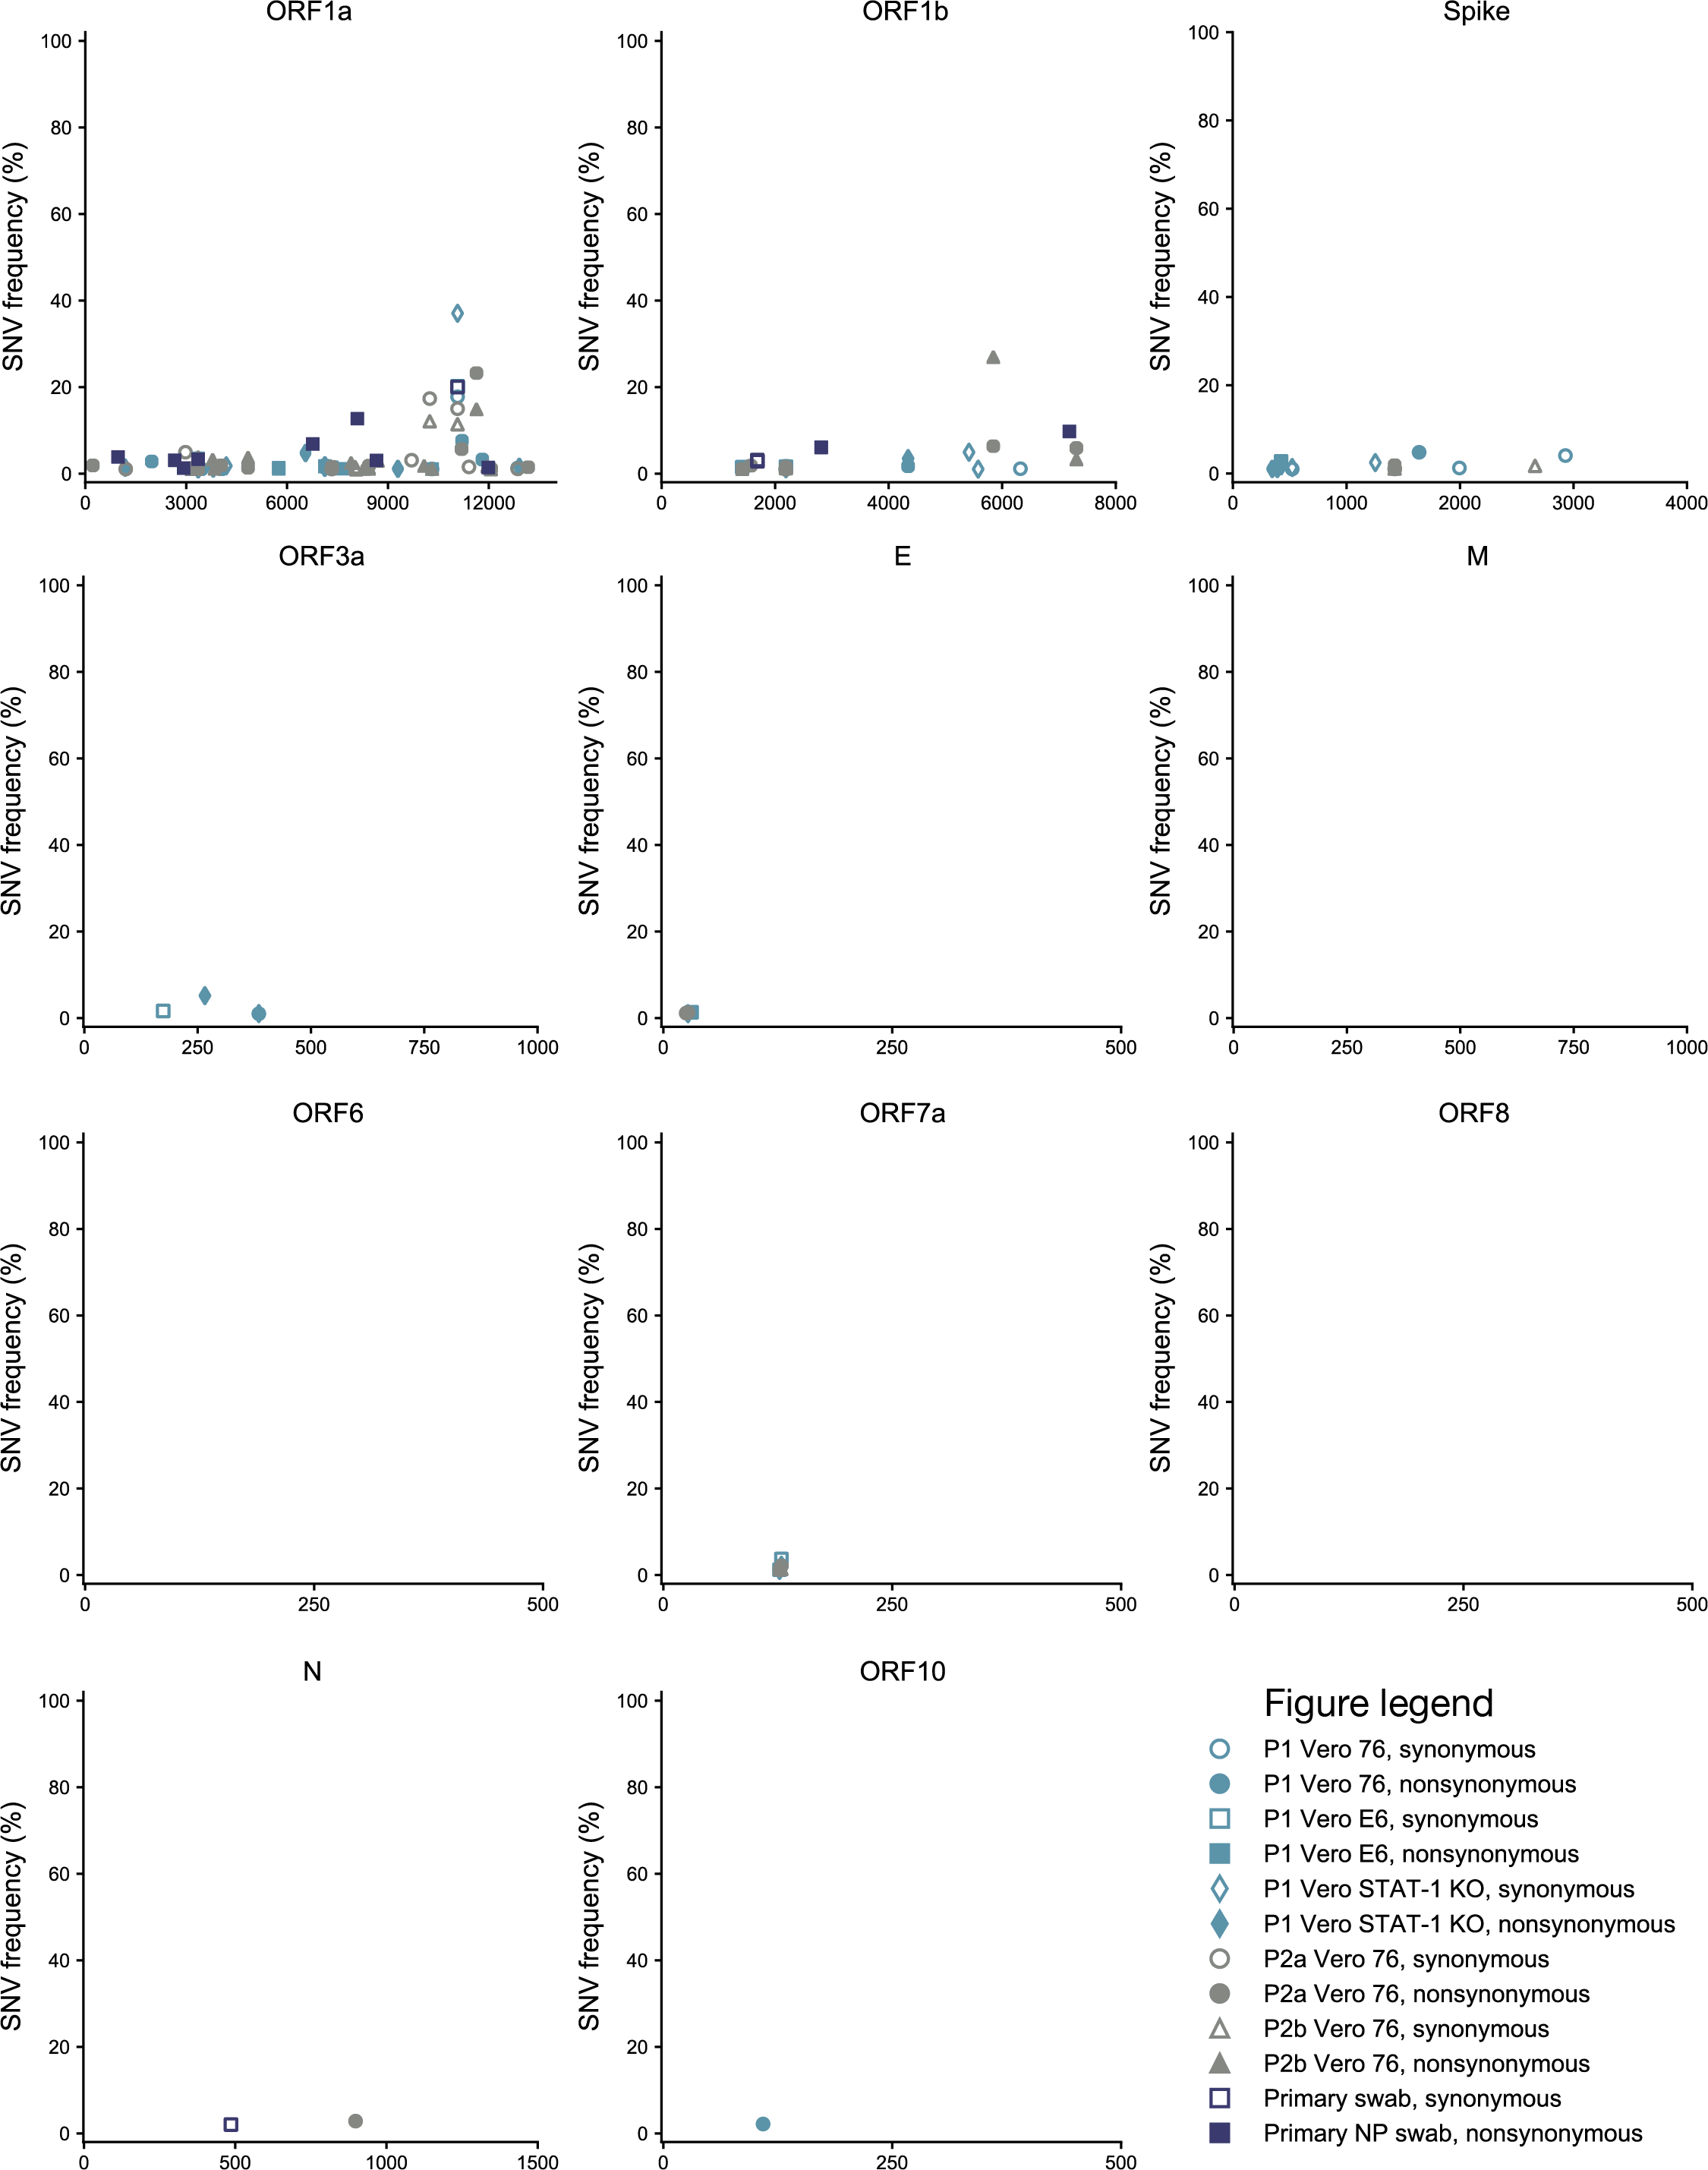 ORF1a
ORF1b
Spike
SNV frequency (%)
100
80
60
40
20
0
0 3000 6000 9000 12000
SNV frequency (%)
100
80
60
40
20
0
0 2000 4000 6000 8000
SNV frequency (%)
100
80
60
40
20
0
0 1000 2000 3000 4000
ORF3a
E
M
SNV frequency (%)
100
80
60
40
20
0
0 250 500 750 1000
SNV frequency (%)
100
80
60
40
20
0
0 250 500
SNV frequency (%)
100
80
60
40
20
0
0 250 500 750 1000
ORF6
ORF7a
ORF8
SNV frequency (%)
100
80
60
40
20
0
0 250 500
SNV frequency (%)
100
80
60
40
20
0
0 250 500
SNV frequency (%)
100
80
60
40
20
0
0 250 500
N
ORF10
SNV frequency (%)
100
80
60
40
20
0
0 500 1000 1500
SNV frequency (%)
100
80
60
40
20
0
0 250 500
Figure legend
P1 Vero 76, synonymous
P1 Vero 76, nonsynonymous
P1 Vero E6, synonymous
P1 Vero E6, nonsynonymous
P1 Vero STAT-1 KO, synonymous
P1 Vero STAT-1 KO, nonsynonymous
P2a Vero 76, synonymous
P2a Vero 76, nonsynonymous
P2b Vero 76, synonymous
P2b Vero 76, nonsynonymous
Primary swab, synonymous
Primary NP swab, nonsynonymous